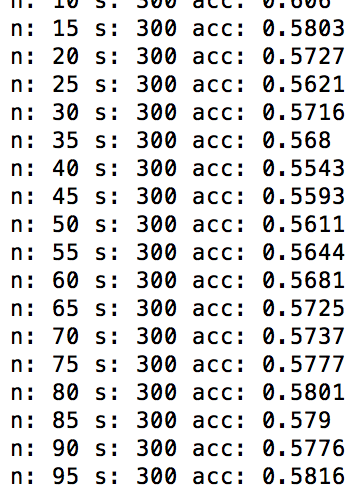 n: 10 s: 300 acc: 0.606
n: 15 s: 300 acc: 0.5803
n: 20 s: 300 acc: 0.5727
n: 25 s: 300 acc: 0.5621
n: 30 s: 300 acc: 0.5716
n: 35 s: 300 acc: 0.568
n: 40 s: 300 acc: 0.5543
n: 45 s: 300 acc: 0.5593
n: 50 s: 300 acc: 0.5611
n: 55 s: 300 acc: 0.5644
n: 60 s: 300 acc: 0.5681
n: 65 s: 300 acc: 0.5725
n: 70 s: 300 acc: 0.5737
n: 75 s: 300 acc: 0.5777
n: 80 s: 300 acc: 0.5801
n: 85 s: 300 acc: 0.579
n: 90 s: 300 acc: 0.5776
n: 95 s: 300 acc: 0.5816